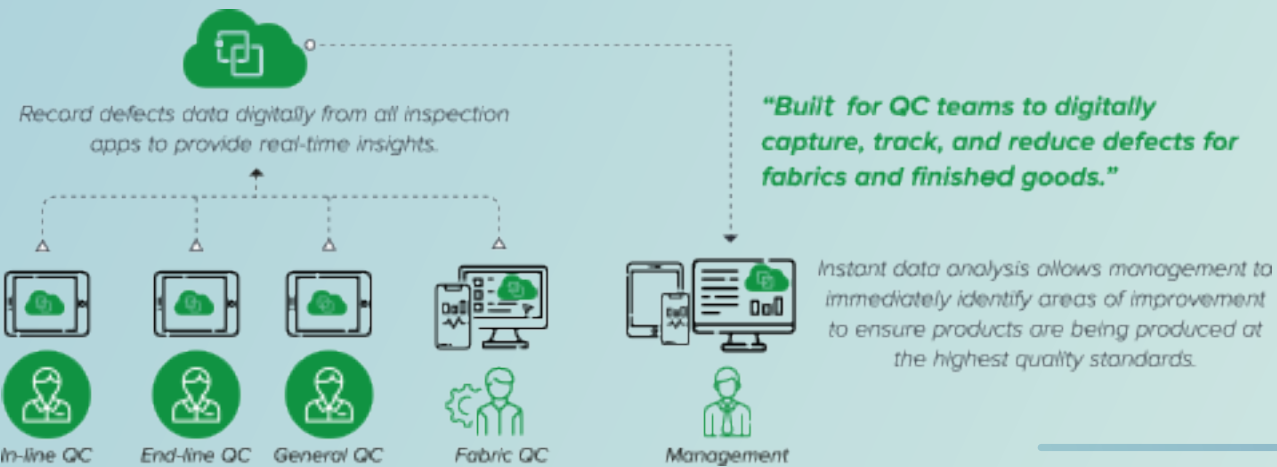 Record defects data digitally from all inspection
apps to provide real-time insights.
“Built for QC teams to digitally
capture, track, and reduce defects for
fabrics and finished goods.”
Instant data analysis allows management to
immediately identify areas of improvement
to ensure products are being produced at
the highest quality standards.
In-line QC
End-line QC
General QC
Fabric QC
Management